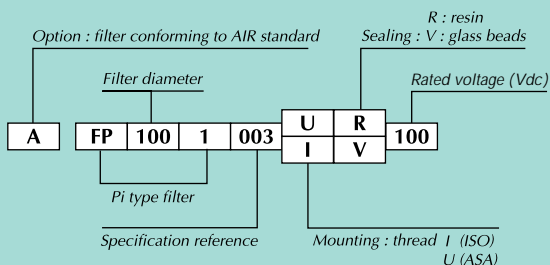 R : resin
Option : filter conforming to AIR standard
Sealing : V : glass beads
Filter diameter
Rated voltage (Vdc)
U R
A FP 100 1 003 100
I V
Pi type filter
Specification reference
Mounting : thread I (ISO)
U (ASA)